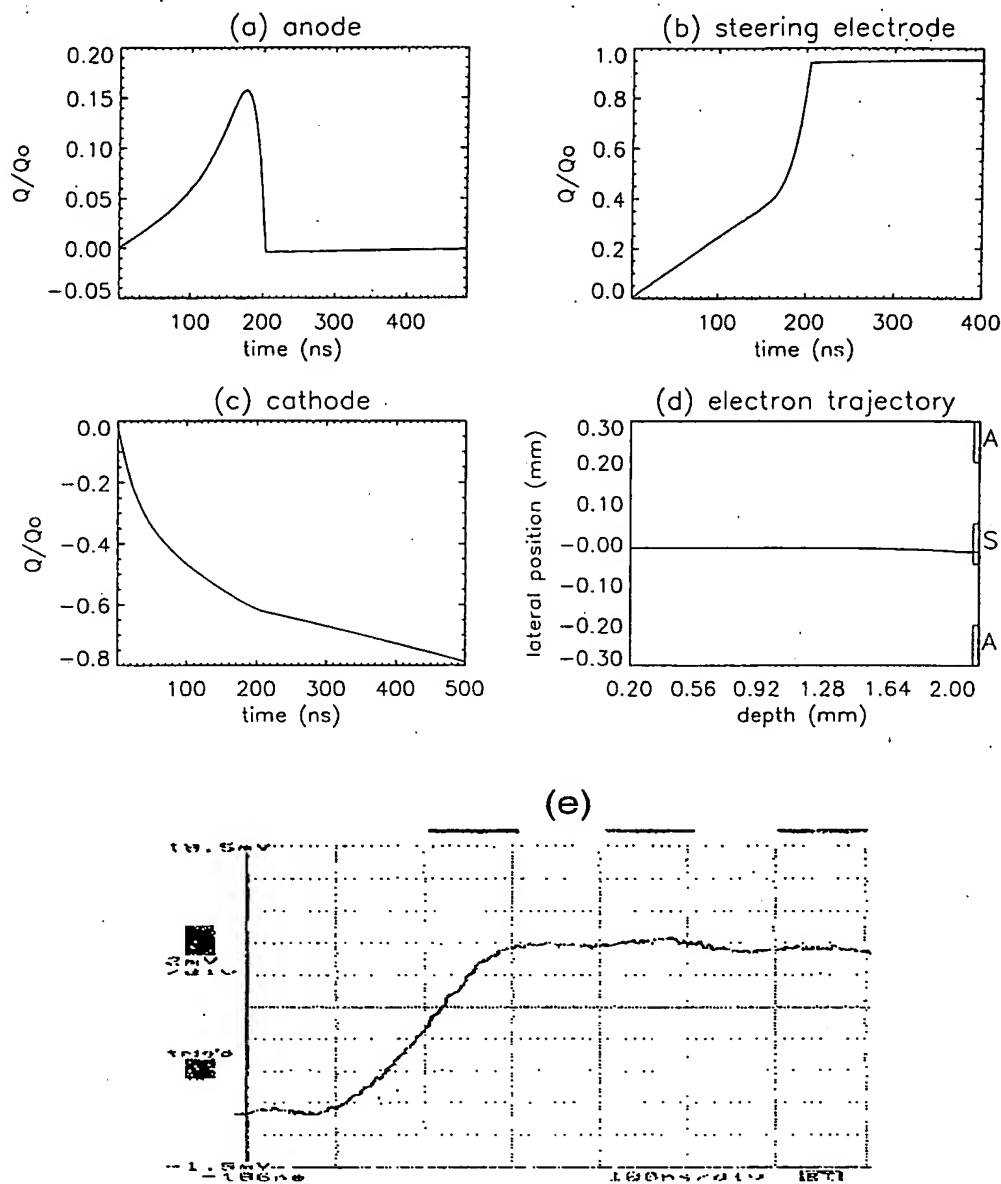 (a) anode
0.20
0.15
0.10
0.05
0.00
−0.05
Q/Qo
100 200 300 400
time (ns)
(b) steering electrode
1.0
0.8
0.6
0.4
0.2
0.0
Q/Qo
100 200 300 400
time (ns)
(c) cathode
0.0
−0.2
−0.4
−0.6
−0.8
Q/Qo
100 200 300 400 500
time (ns)
(d) electron trajectory
0.30
0.20
0.10
−0.00
−0.10
−0.20
−0.30
lateral position (mm)
A
S
A
0.20 0.56 0.92 1.28 1.64 2.00
depth (mm)
(e)
trig'd
100ns/div